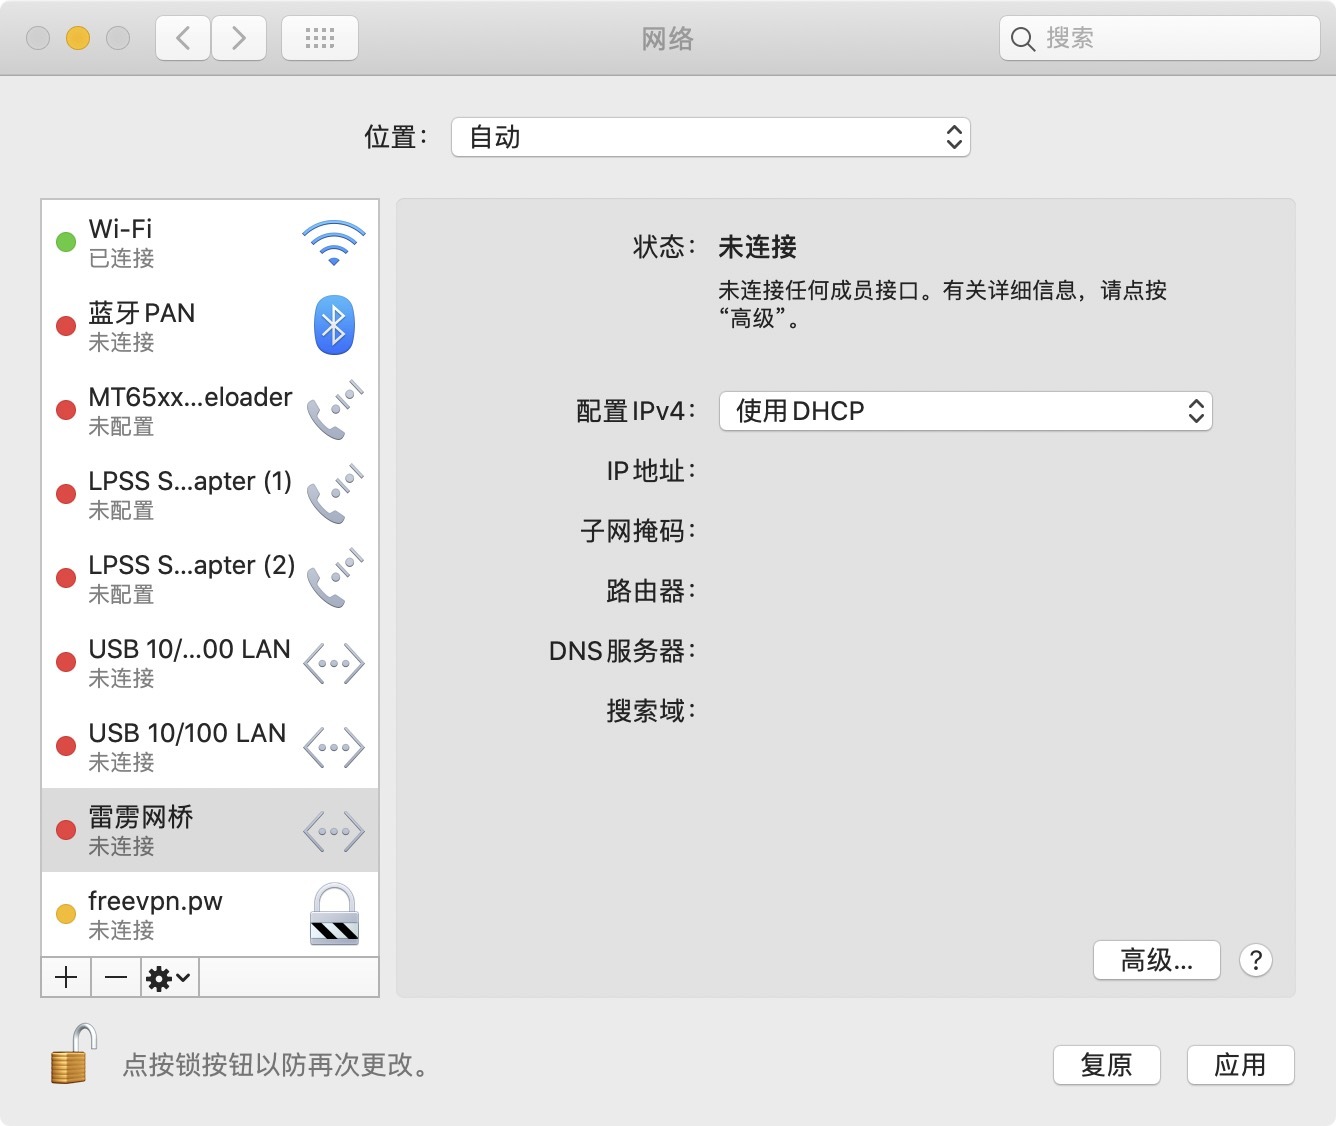 网络
搜索
位置：
自动
Wi-Fi
已连接
蓝牙 PAN
未连接
MT65xx...eloader
未配置
LPSS S...apter (1)
未配置
LPSS S...apter (2)
未配置
USB 10/...00 LAN
未连接
USB 10/100 LAN
未连接
雷雳网桥
未连接
freevpn.pw
未连接
状态：
未连接
未连接任何成员接口。有关详细信息，请点按
“高级”。
配置 IPv4：
使用 DHCP
IP 地址：
子网掩码：
路由器：
DNS 服务器：
搜索域：
高级...
?
点按锁按钮以防再次更改。
复原
应用